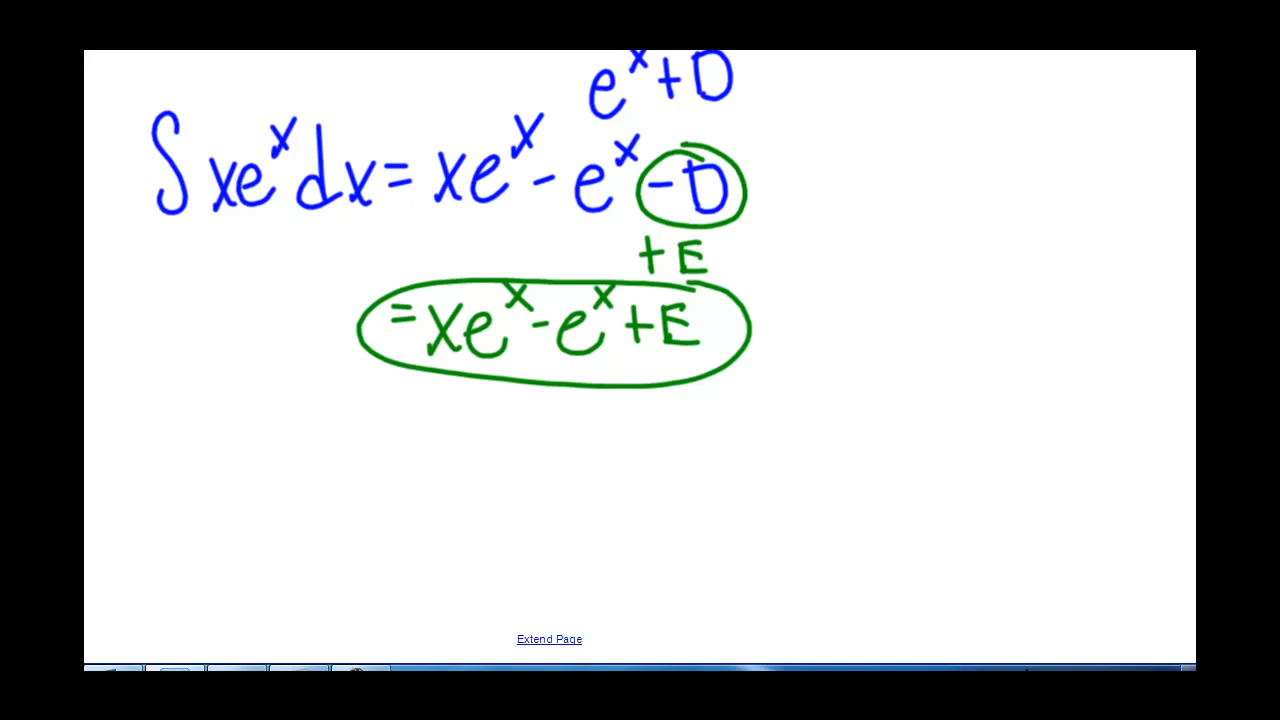 e^x + D
∫ xe^x dx = xe^x - e^x - D
+ E
= xe^x - e^x + E
Extend Page